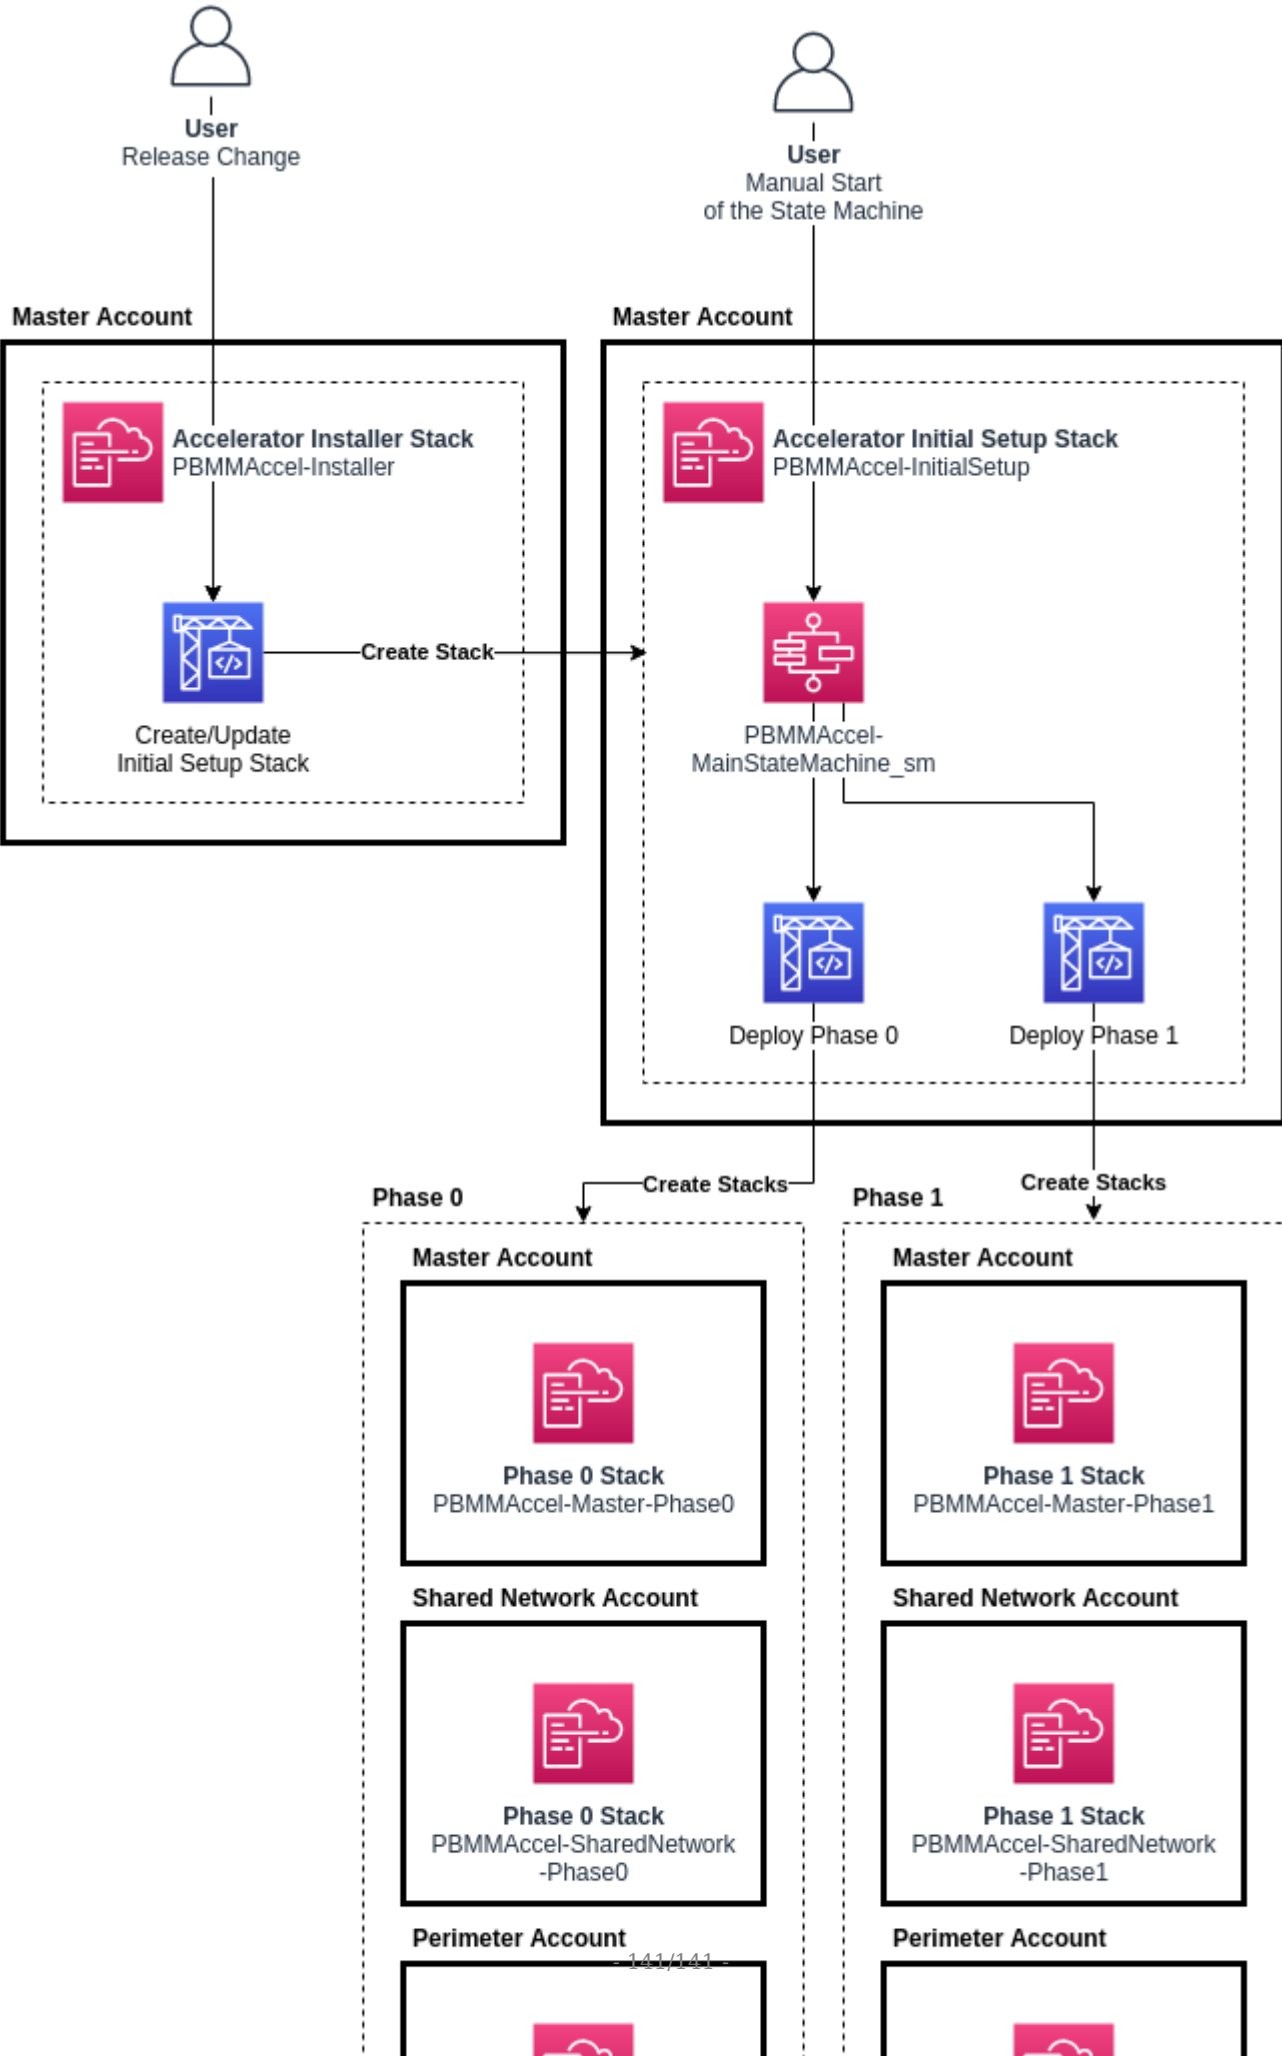 User
Release Change
User
Manual Start
of the State Machine
Master Account
Accelerator Installer Stack
PBMMAccel-Installer
Create Stack
Create/Update
Initial Setup Stack
Master Account
Accelerator Initial Setup Stack
PBMMAccel-InitialSetup
PBMMAccel-
MainStateMachine_sm
Deploy Phase 0
Deploy Phase 1
Create Stacks
Create Stacks
Phase 0
Master Account
Phase 0 Stack
PBMMAccel-Master-Phase0
Shared Network Account
Phase 0 Stack
PBMMAccel-SharedNetwork
-Phase0
Perimeter Account
Phase 1
Master Account
Phase 1 Stack
PBMMAccel-Master-Phase1
Shared Network Account
Phase 1 Stack
PBMMAccel-SharedNetwork
-Phase1
Perimeter Account
- 141/141 -